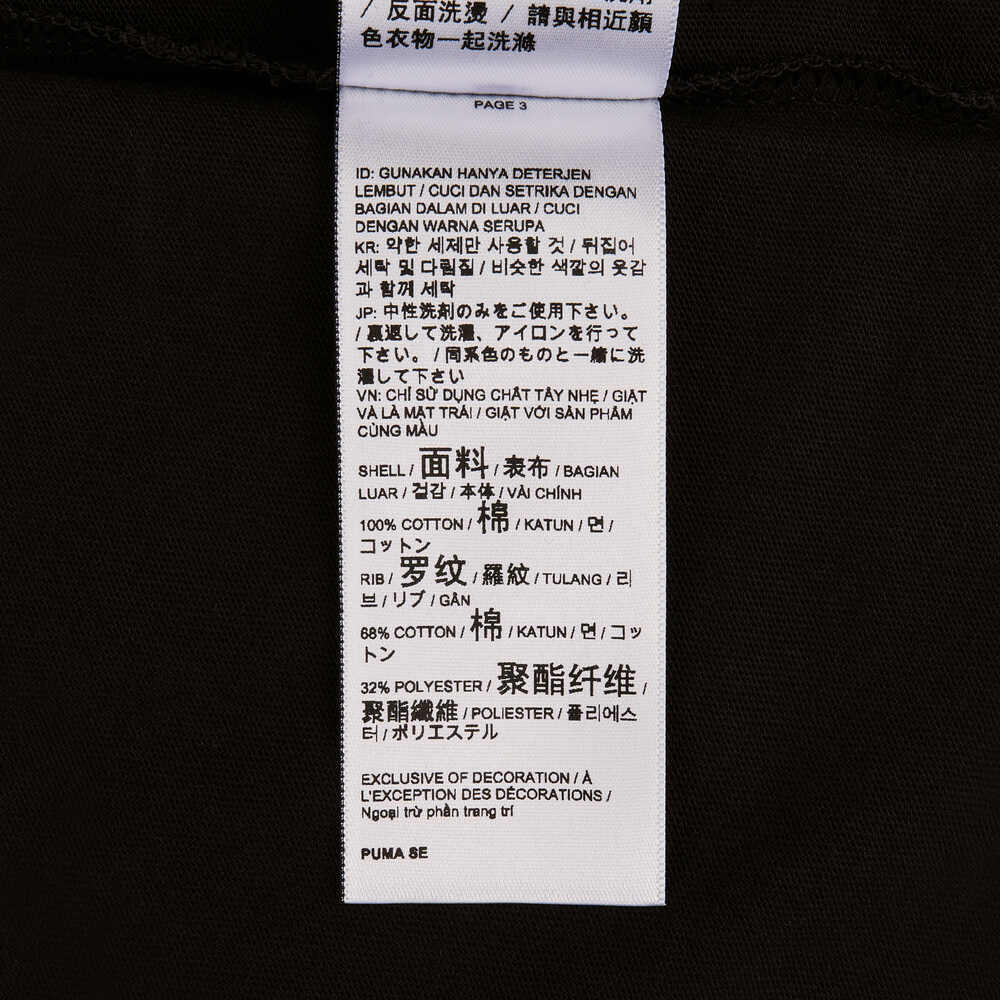 / 反面洗燙 / 請與相近顏
色衣物一起洗滌
PAGE 3
ID: GUNAKAN HANYA DETERJEN
LEMBUT / CUCI DAN SETRIKA DENGAN
BAGIAN DALAM DI LUAR / CUCI
DENGAN WARNA SERUPA
KR: 약한 세제만 사용할 것 / 뒤집어
세탁 및 다림질 / 비슷한 색깔의 옷감
과 함께 세탁
JP: 中性洗剤のみをご使用下さい。
/ 裏返して洗濯、アイロンを行って
下さい。 / 同系色のものと一緒に洗
濯して下さい
VN: CHỈ SỬ DỤNG CHẤT TẨY NHẸ / GIẶT
VÀ LÀ MẶT TRÁI / GIẶT VỚI SẢN PHẨM
CÙNG MÀU
SHELL / 面料 / 表布 / BAGIAN
LUAR / 겉감 / 本体 / VẢI CHÍNH
100% COTTON / 棉 / KATUN / 면 /
コットン
RIB / 罗纹 / 羅紋 / TULANG / 리
브 / リブ / GÂN
68% COTTON / 棉 / KATUN / 면 / コッ
トン
32% POLYESTER / 聚酯纤维 /
聚酯纖維 / POLIESTER / 폴리에스
터 / ポリエステル
EXCLUSIVE OF DECORATION / À
L'EXCEPTION DES DÉCORATIONS /
Ngoại trừ phần trang trí
PUMA SE